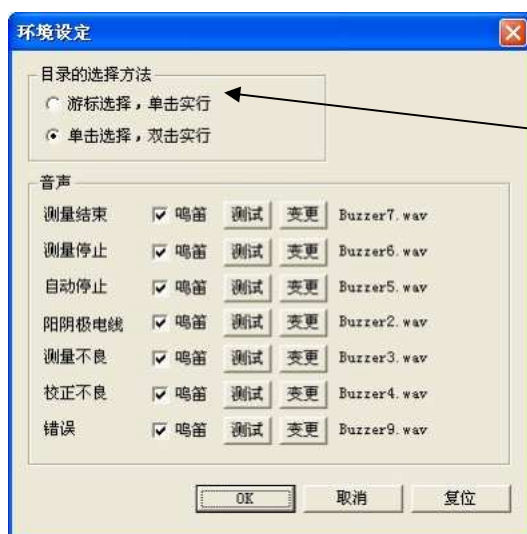 环境设定
目录的选择方法
游标选择，单击实行
单击选择，双击实行
音声
测量结束 鸣笛 测试 变更 Buzzer7.wav
测量停止 鸣笛 测试 变更 Buzzer6.wav
自动停止 鸣笛 测试 变更 Buzzer5.wav
阳阴极电线 鸣笛 测试 变更 Buzzer2.wav
测量不良 鸣笛 测试 变更 Buzzer3.wav
校正不良 鸣笛 测试 变更 Buzzer4.wav
错误 鸣笛 测试 变更 Buzzer9.wav
OK 取消 复位